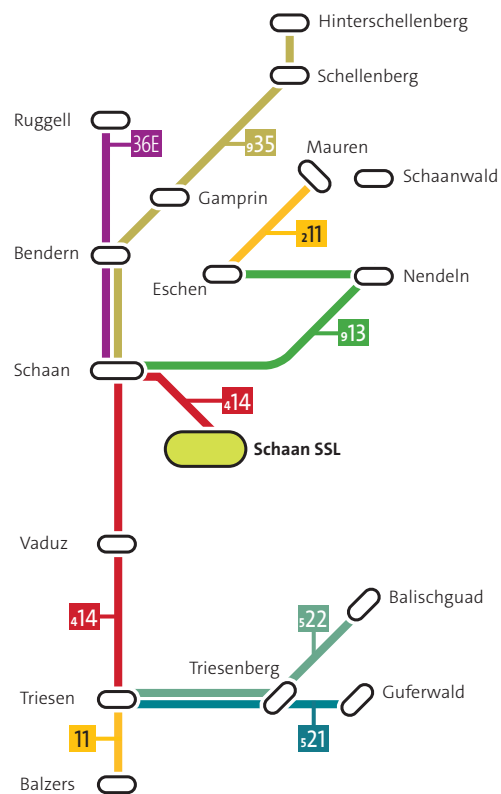 Hinterschellenberg
Schellenberg
Ruggell
36E
935
Mauren
Schaanwald
Gamprin
211
Bendern
Eschen
Nendeln
913
Schaan
414
Schaan SSL
Vaduz
Balischguad
522
414
Triesenberg
Triesen
Guferwald
11
521
Balzers